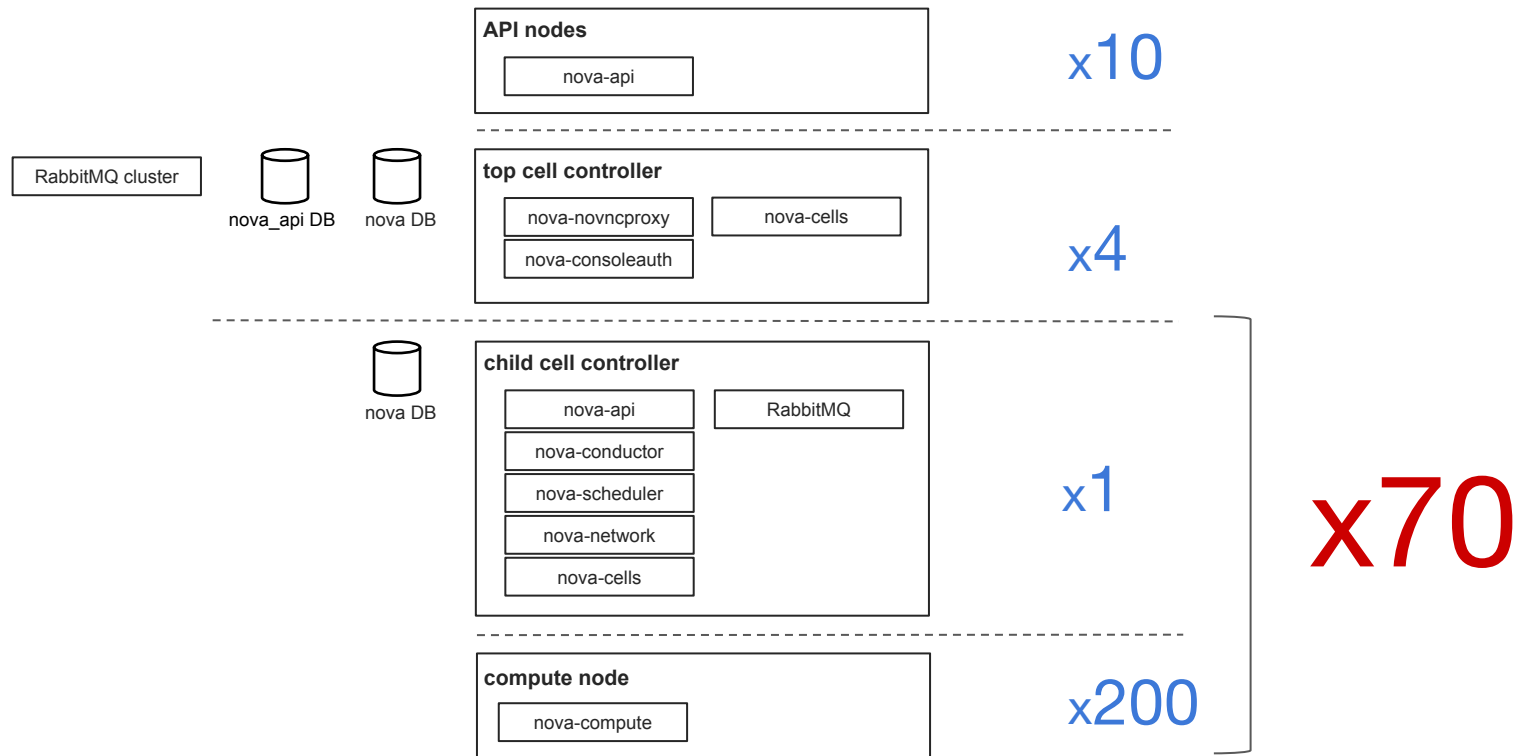 API nodes
nova-api
x10
RabbitMQ cluster
nova_api DB
nova DB
top cell controller
nova-novncproxy
nova-cells
nova-consoleauth
x4
nova DB
child cell controller
nova-api
RabbitMQ
nova-conductor
nova-scheduler
nova-network
nova-cells
x1
x70
compute node
nova-compute
x200